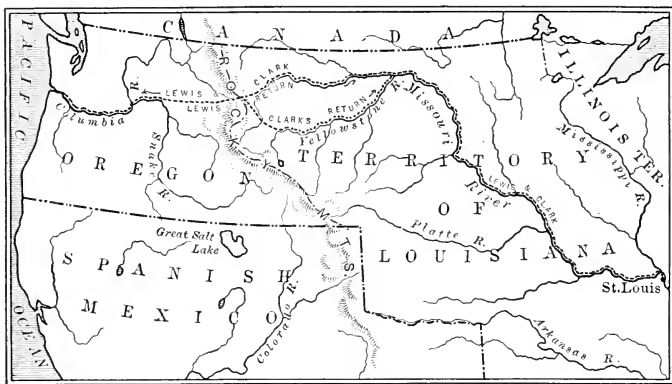 CANADA
PACIFIC
OCEAN
ROCKY MTS.
ILLINOIS TER.
LEWIS &
LEWIS
CLARK
RETURN
CLARKS RETURN
Columbia R.
Snake R.
Yellowstone R.
Missouri River
Mississippi R.
OREGON
TERRITORY
OF
LOUISIANA
LEWIS & CLARK
Platte R.
Great Salt
Lake
SPANISH
MEXICO
Colorado R.
St. Louis
Arkansas R.